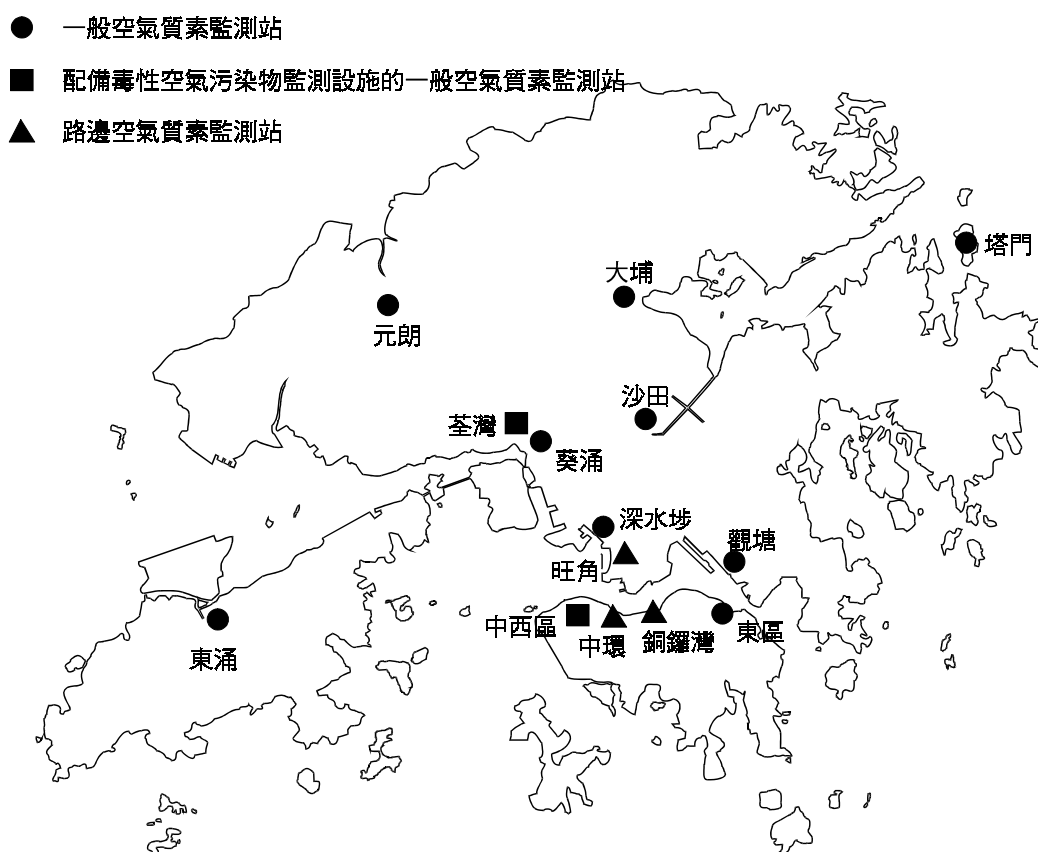 一般空氣質素監測站
配備毒性空氣污染物監測設施的一般空氣質素監測站
路邊空氣質素監測站
塔門
大埔
元朗
沙田
荃灣
葵涌
深水埗
觀塘
旺角
中西區
中環
銅鑼灣
東區
東涌